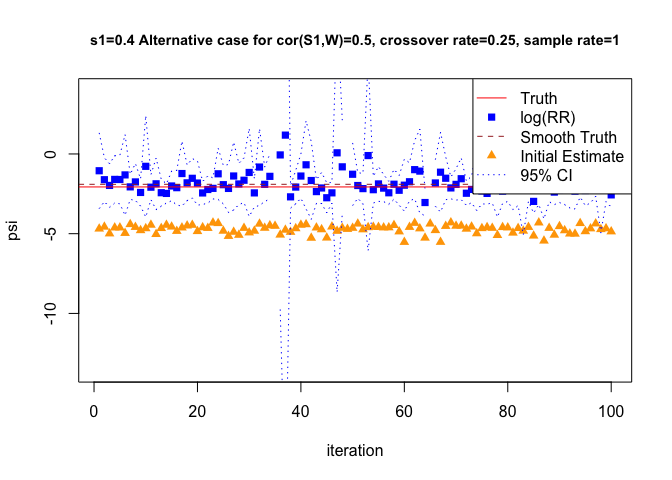 s1=0.4 Alternative case for cor(S1,W)=0.5, crossover rate=0.25, sample rate=1
Truth
log(RR)
Smooth Truth
Initial Estimate
95% CI
psi
0
-5
-10
0 20 40 60 80 100
iteration